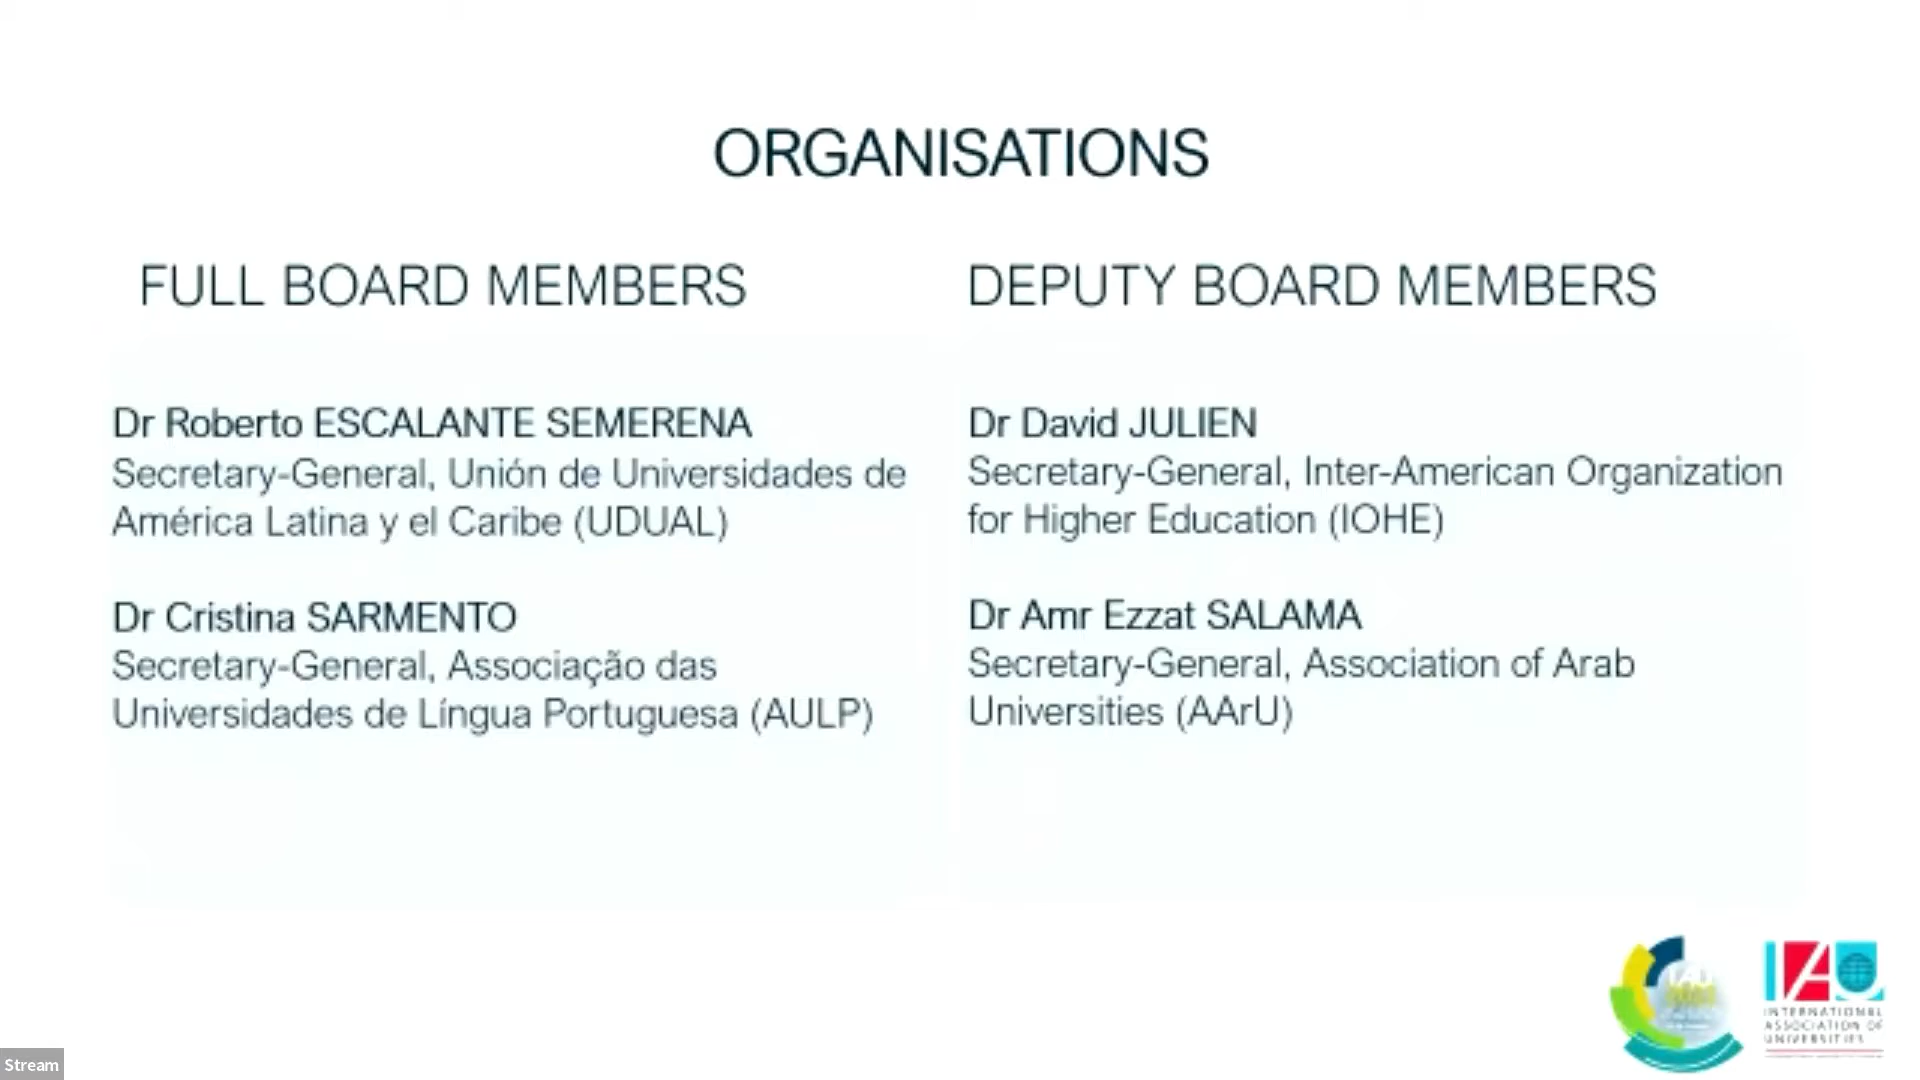 ORGANISATIONS
FULL BOARD MEMBERS
Dr Roberto ESCALANTE SEMERENA
Secretary-General, Unión de Universidades de
América Latina y el Caribe (UDUAL)
Dr Cristina SARMENTO
Secretary-General, Associação das
Universidades de Língua Portuguesa (AULP)
DEPUTY BOARD MEMBERS
Dr David JULIEN
Secretary-General, Inter-American Organization
for Higher Education (IOHE)
Dr Amr Ezzat SALAMA
Secretary-General, Association of Arab
Universities (AArU)
IAU
INTERNATIONAL
ASSOCIATION OF
UNIVERSITIES
Stream